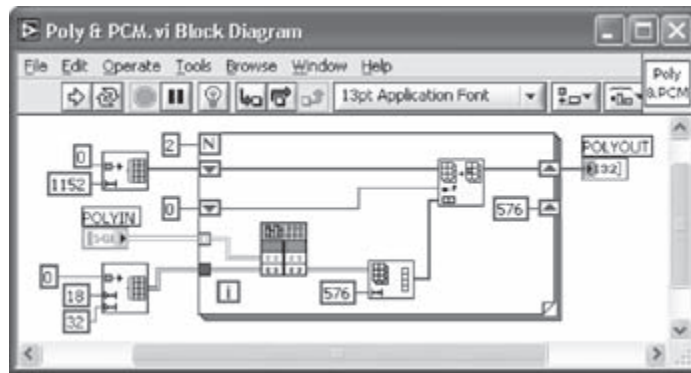 Poly & PCM.vi Block Diagram
File Edit Operate Tools Browse Window Help
13pt Application Font
Poly
& PCM
2
N
0
1152
POLYOUT
[I32]
0
576
POLYIN
0
18
32
i
576